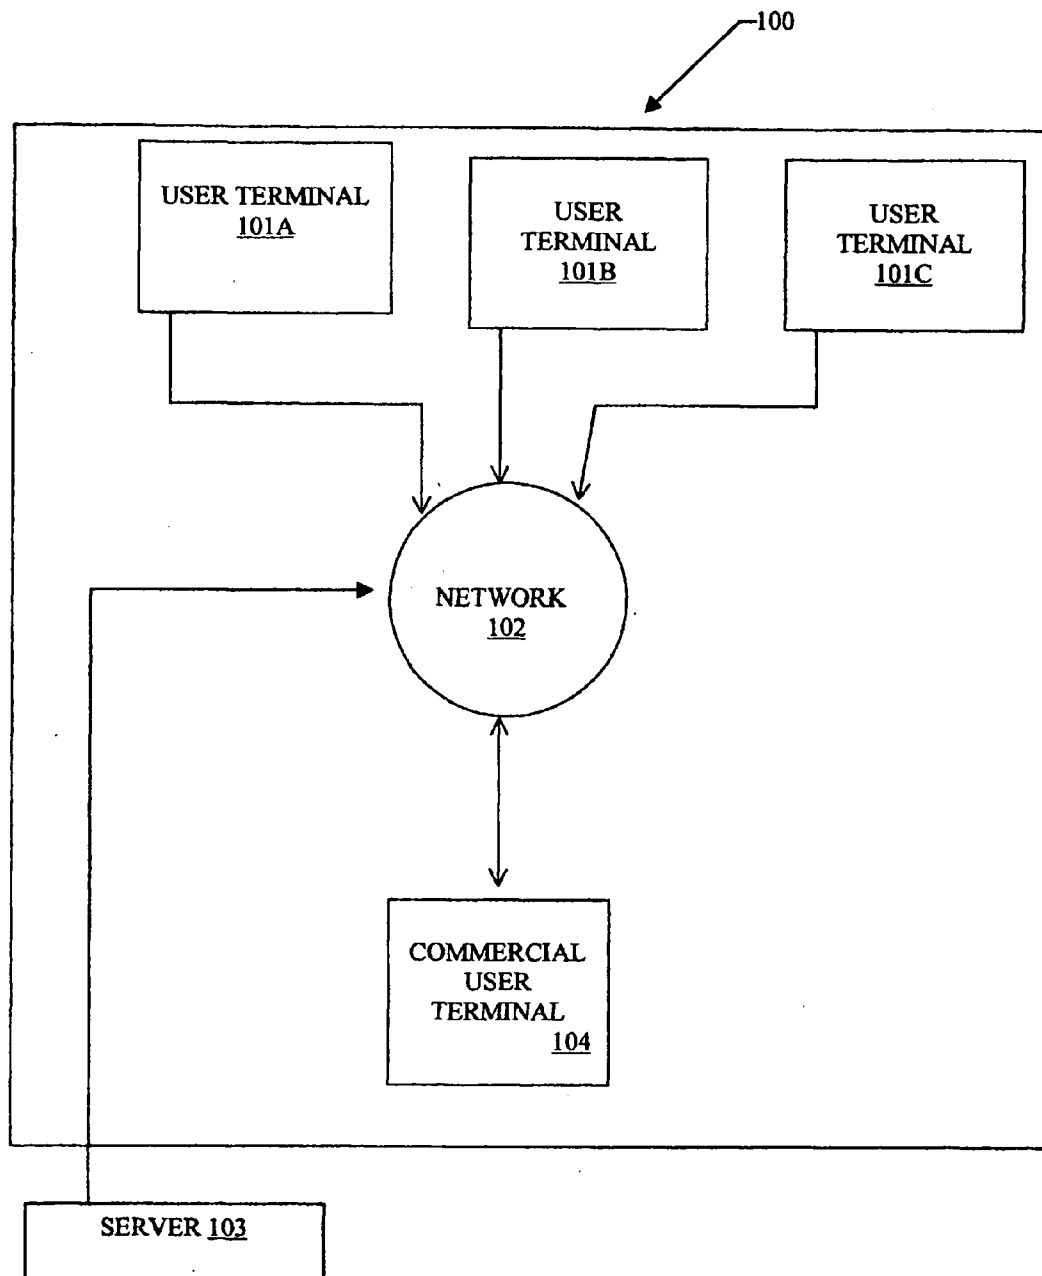 100
USER TERMINAL
101A
USER
TERMINAL
101B
USER
TERMINAL
101C
NETWORK
102
COMMERCIAL
USER
TERMINAL
104
SERVER 103